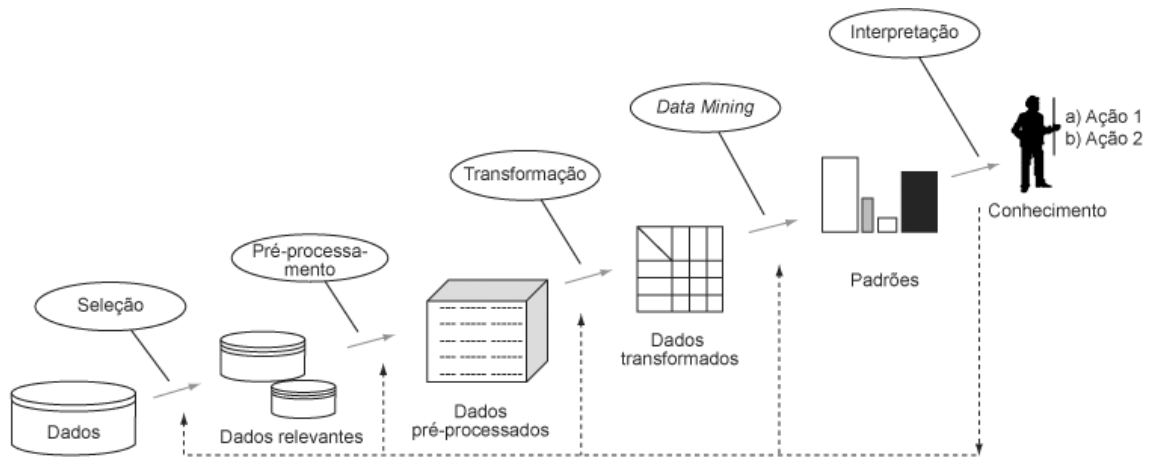 Interpretação
Data Mining
a) Ação 1
b) Ação 2
Transformação
Conhecimento
Pré-processa-
mento
Padrões
Seleção
Dados
transformados
Dados
Dados relevantes
Dados
pré-processados